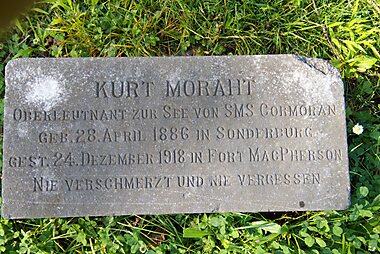 KURT MORAHT
OBERLEUTNANT ZUR SEE VON SMS CORMORAN
GEB. 28. APRIL 1886 IN SONDERBURG
GEST. 24. DEZEMBER 1918 IN FORT MACPHERSON
NIE VERSCHMERZT UND NIE VERGESSEN